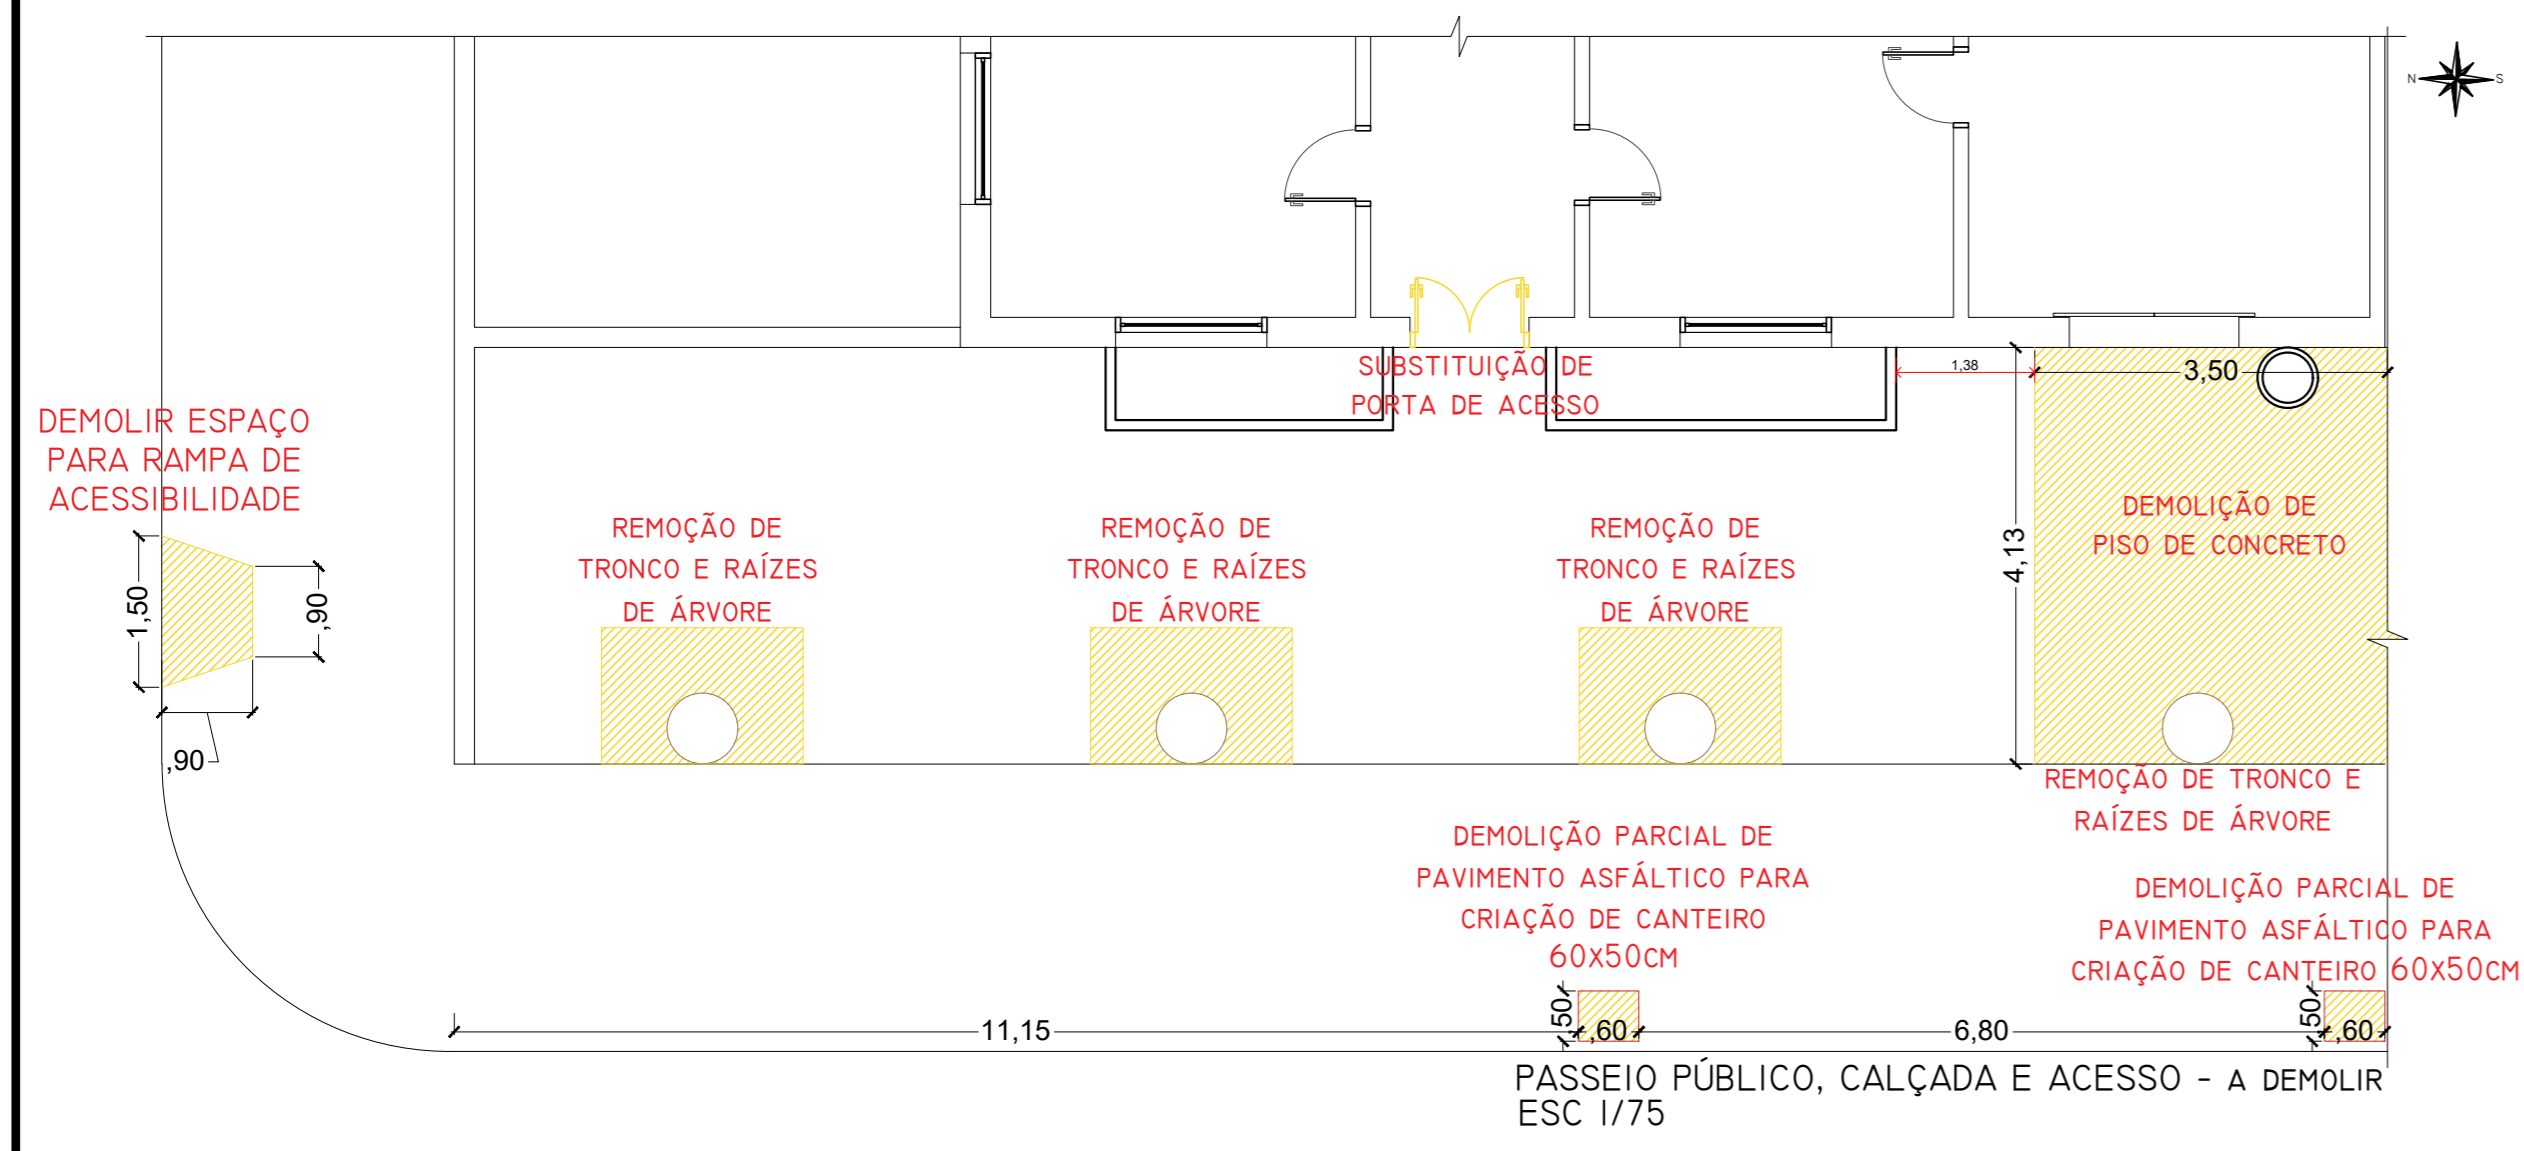 N
S
SUBSTITUIÇÃO DE
PORTA DE ACESSO
1,38
3,50
DEMOLIR ESPAÇO
PARA RAMPA DE
ACESSIBILIDADE
1,50
,90
,90
REMOÇÃO DE
TRONCO E RAÍZES
DE ÁRVORE
REMOÇÃO DE
TRONCO E RAÍZES
DE ÁRVORE
REMOÇÃO DE
TRONCO E RAÍZES
DE ÁRVORE
4,13
DEMOLIÇÃO DE
PISO DE CONCRETO
REMOÇÃO DE TRONCO E
RAÍZES DE ÁRVORE
DEMOLIÇÃO PARCIAL DE
PAVIMENTO ASFÁLTICO PARA
CRIAÇÃO DE CANTEIRO
60X50CM
DEMOLIÇÃO PARCIAL DE
PAVIMENTO ASFÁLTICO PARA
CRIAÇÃO DE CANTEIRO 60X50CM
11,15
,50
,60
6,80
,50
,60
PASSEIO PÚBLICO, CALÇADA E ACESSO - A DEMOLIR
ESC 1/75